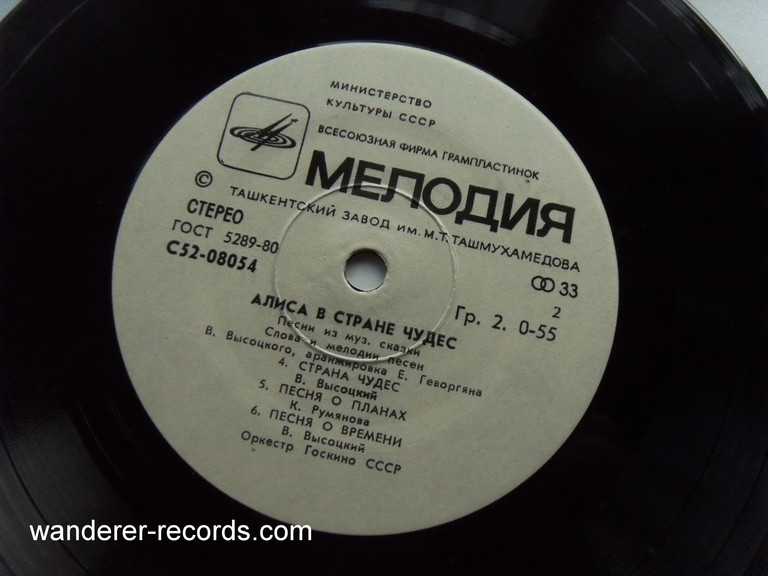 МИНИСТЕРСТВО
КУЛЬТУРЫ СССР
ВСЕСОЮЗНАЯ ФИРМА ГРАМПЛАСТИНОК
МЕЛОДИЯ
©
ТАШКЕНТСКИЙ ЗАВОД ИМ. М.Т. ТАШМУХАМЕДОВА
СТЕРЕО
ГОСТ 5289-80
С52-08054
33
2
Гр. 2. 0-55
АЛИСА В СТРАНЕ ЧУДЕС
Песни из муз. сказки
Слова и мелодии песен
В. Высоцкого, аранжировка Е. Геворгяна
4. СТРАНА ЧУДЕС
В. Высоцкий
5. ПЕСНЯ О ПЛАНАХ
К. Румянова
6. ПЕСНЯ О ВРЕМЕНИ
В. Высоцкий
Оркестр Госкино СССР
wanderer-records.com